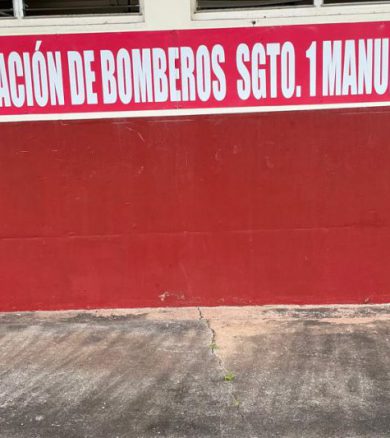 ACIÓN DE BOMBEROS SGTO. 1 MANU